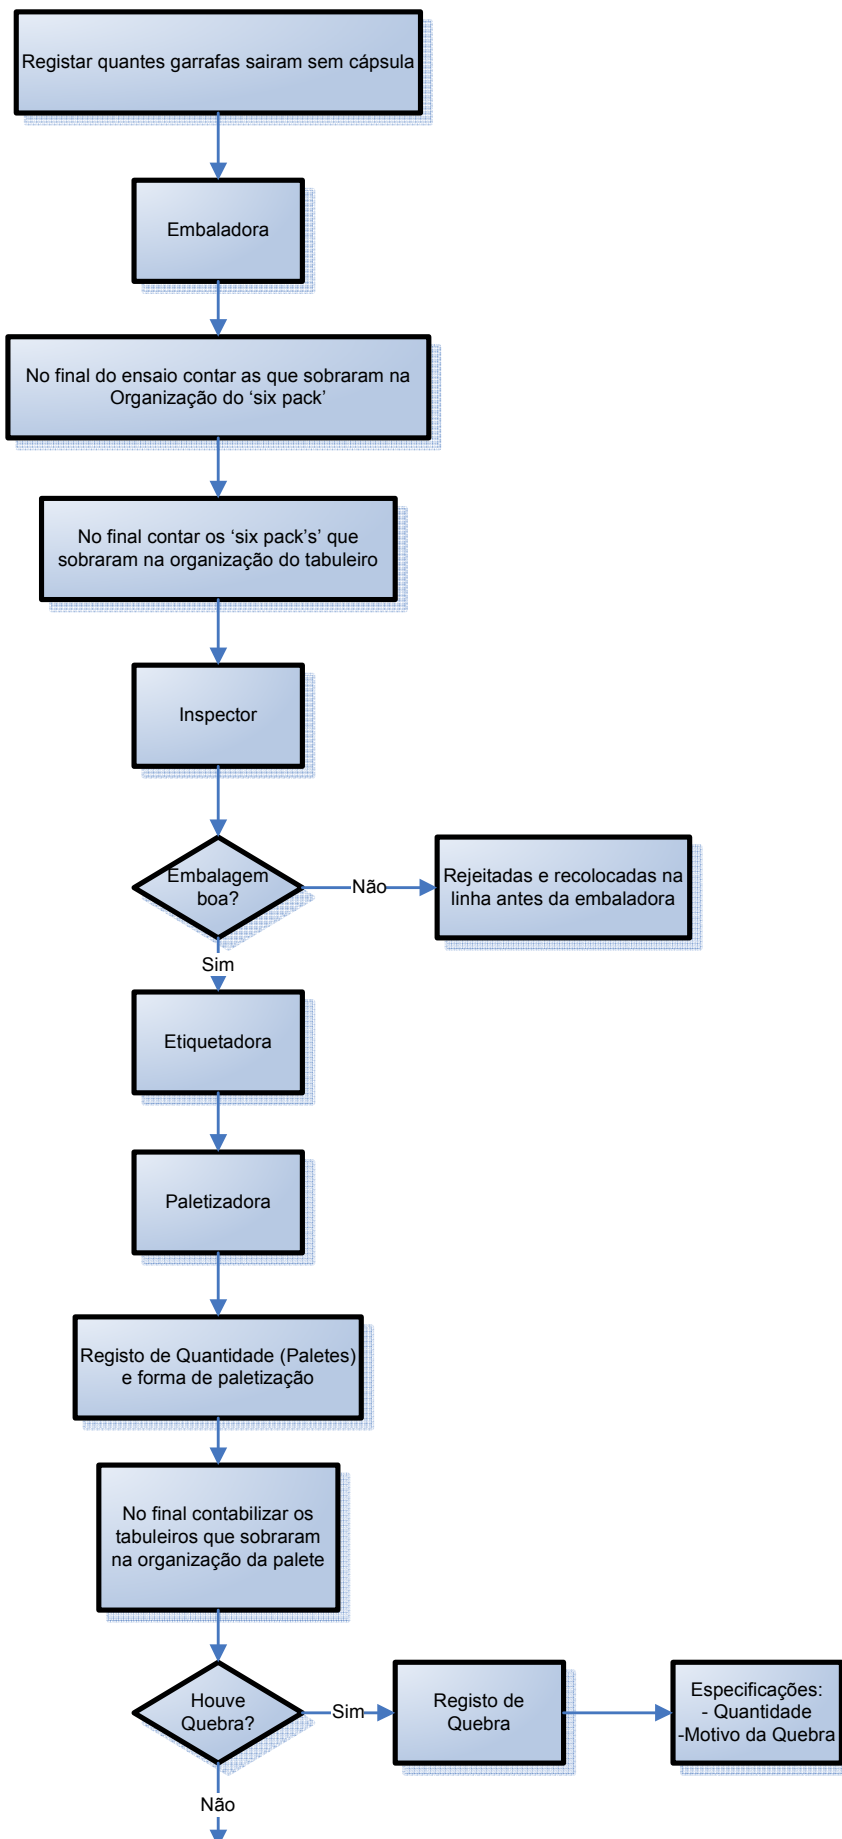 Registar quantes garrafas sairam sem cápsula
Embaladora
No final do ensaio contar as que sobraram na
Organização do ‘six pack’
No final contar os ‘six pack’s’ que
sobraram na organização do tabuleiro
Inspector
Embalagem
boa?
Não
Rejeitadas e recolocadas na
linha antes da embaladora
Sim
Etiquetadora
Paletizadora
Registo de Quantidade (Paletes)
e forma de paletização
No final contabilizar os
tabuleiros que sobraram
na organização da palete
Houve
Quebra?
Sim
Registo de
Quebra
Especificações:
- Quantidade
-Motivo da Quebra
Não